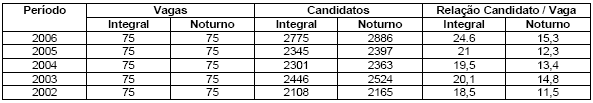 Período Vagas Candidatos Relação Candidato / Vaga
Integral Noturno Integral Noturno Integral Noturno
2006 75 75 2775 2886 24.6 15,3
2005 75 75 2345 2397 21 12,3
2004 75 75 2301 2363 19,5 13,4
2003 75 75 2446 2524 20,1 14,8
2002 75 75 2108 2165 18,5 11,5